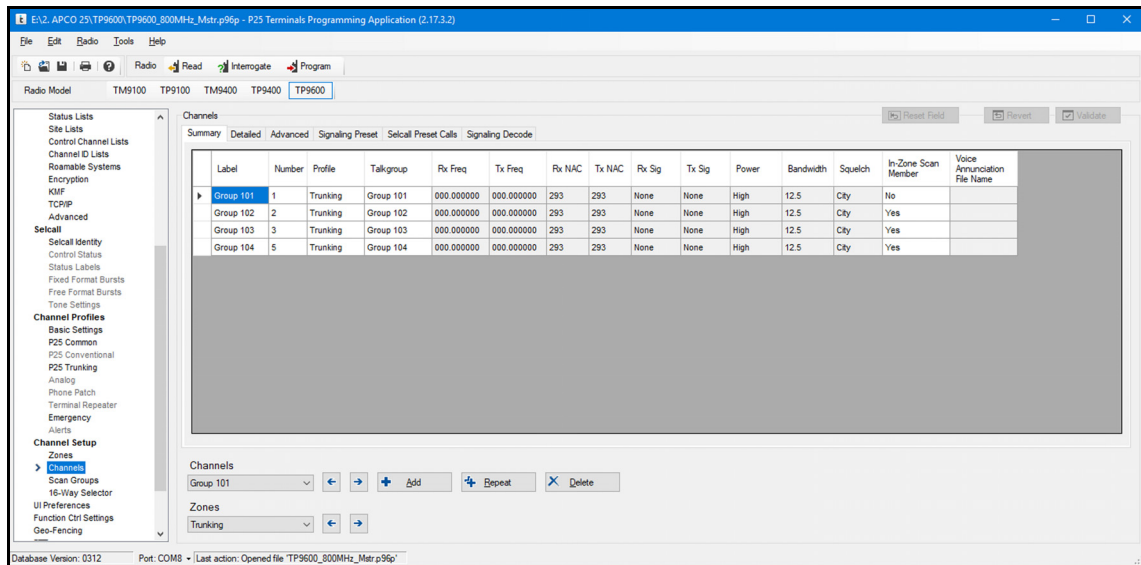 E:\2. APCO 25\TP9600\TP9600_800MHz_Mstr.p96p - P25 Terminals Programming Application (2.17.3.2)
File Edit Radio Tools Help
Radio Read Interrogate Program
Radio Model TM9100 TP9100 TM9400 TP9400 TP9600
Status Lists
Site Lists
Control Channel Lists
Channel ID Lists
Roamable Systems
Encryption
KMF
TCP/IP
Advanced
Selcall
Selcall Identity
Control Status
Status Labels
Fixed Format Bursts
Free Format Bursts
Tone Settings
Channel Profiles
Basic Settings
P25 Common
P25 Conventional
P25 Trunking
Analog
Phone Patch
Terminal Repeater
Emergency
Alerts
Channel Setup
Zones
Channels
Scan Groups
16-Way Selector
UI Preferences
Function Ctrl Settings
Geo-Fencing
Channels
Reset Field Revert Validate
Summary Detailed Advanced Signaling Preset Selcall Preset Calls Signaling Decode
Label Number Profile Talkgroup Rx Freq Tx Freq Rx NAC Tx NAC Rx Sig Tx Sig Power Bandwidth Squelch In-Zone Scan Member Voice Annunciation File Name
Group 101 1 Trunking Group 101 000.000000 000.000000 293 293 None None High 12.5 City No
Group 102 2 Trunking Group 102 000.000000 000.000000 293 293 None None High 12.5 City Yes
Group 103 3 Trunking Group 103 000.000000 000.000000 293 293 None None High 12.5 City Yes
Group 104 5 Trunking Group 104 000.000000 000.000000 293 293 None None High 12.5 City Yes
Channels
Group 101 Add Repeat Delete
Zones
Trunking
Database Version: 0312 Port: COM8 Last action: Opened file 'TP9600_800MHz_Mstr.p96p'